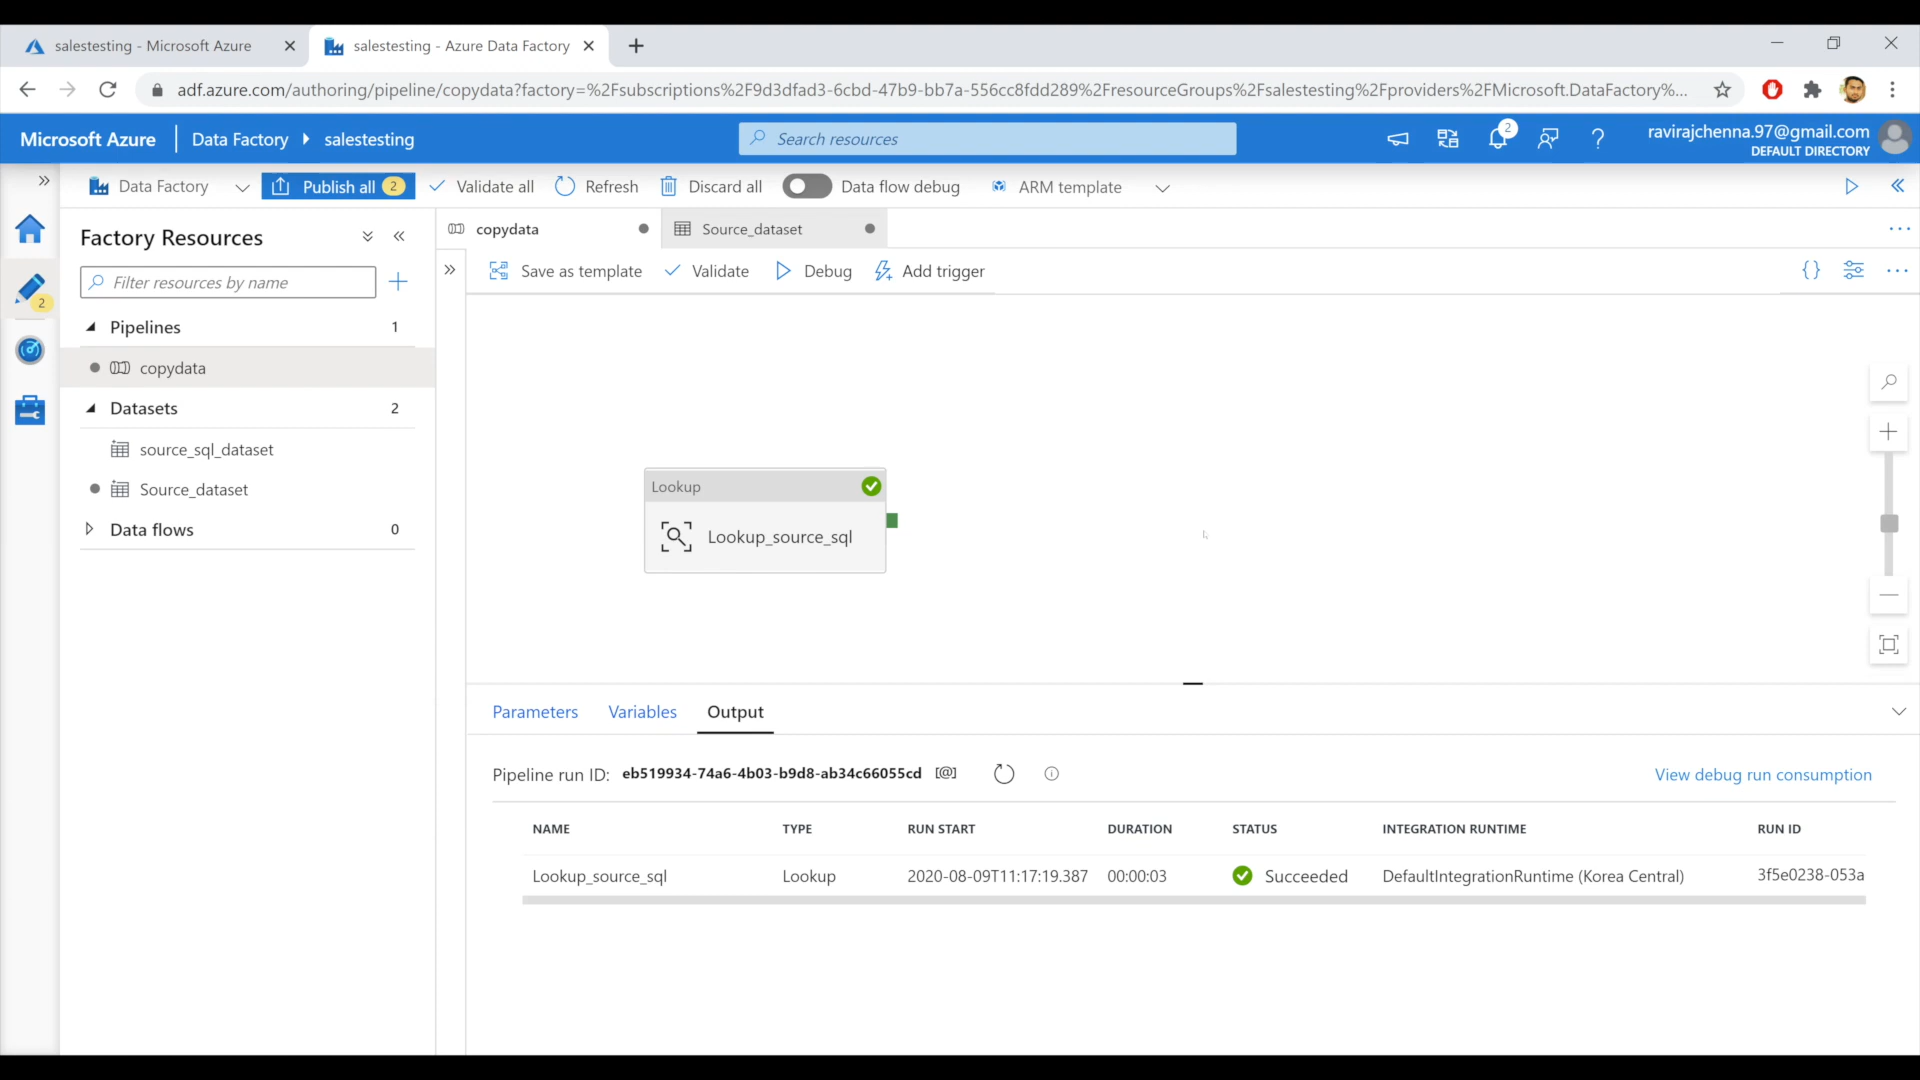 salestesting - Microsoft Azure
salestesting - Azure Data Factory
adf.azure.com/authoring/pipeline/copydata?factory=%2Fsubscriptions%2F9d3dfad3-6cbd-47b9-bb7a-556cc8fdd289%2FresourceGroups%2Fsalestesting%2Fproviders%2FMicrosoft.DataFactory%...
Microsoft Azure
Data Factory
salestesting
Search resources
2
ravirajchenna.97@gmail.com
DEFAULT DIRECTORY
Data Factory
Publish all 2
Validate all
Refresh
Discard all
Data flow debug
ARM template
Factory Resources
copydata
Source_dataset
Filter resources by name
Save as template
Validate
Debug
Add trigger
2
Pipelines 1
copydata
Datasets 2
source_sql_dataset
Source_dataset
Data flows 0
Lookup
Lookup_source_sql
Parameters
Variables
Output
Pipeline run ID: eb519934-74a6-4b03-b9d8-ab34c66055cd [@]
View debug run consumption
NAME TYPE RUN START DURATION STATUS INTEGRATION RUNTIME RUN ID
Lookup_source_sql Lookup 2020-08-09T11:17:19.387 00:00:03 Succeeded DefaultIntegrationRuntime (Korea Central) 3f5e0238-053a